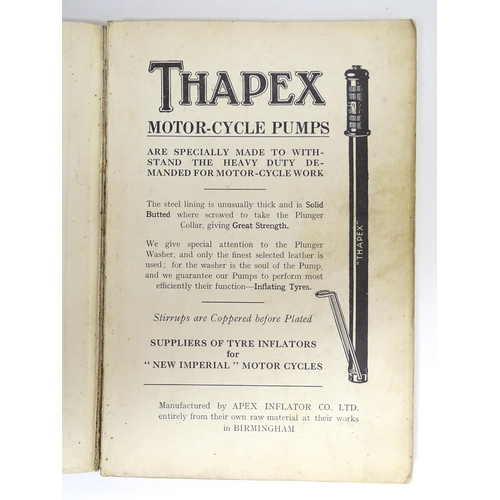 THAPEX
MOTOR-CYCLE PUMPS
ARE SPECIALLY MADE TO WITH-
STAND THE HEAVY DUTY DE-
MANDED FOR MOTOR-CYCLE WORK
The steel lining is unusually thick and is Solid
Butted where screwed to take the Plunger
Collar, giving Great Strength.
We give special attention to the Plunger
Washer, and only the finest selected leather is
used; for the washer is the soul of the Pump,
and we guarantee our Pumps to perform most
efficiently their function—Inflating Tyres.
Stirrups are Coppered before Plated
SUPPLIERS OF TYRE INFLATORS
for
"NEW IMPERIAL" MOTOR CYCLES
Manufactured by APEX INFLATOR CO. LTD.
entirely from their own raw material at their works
in BIRMINGHAM
"THAPEX"